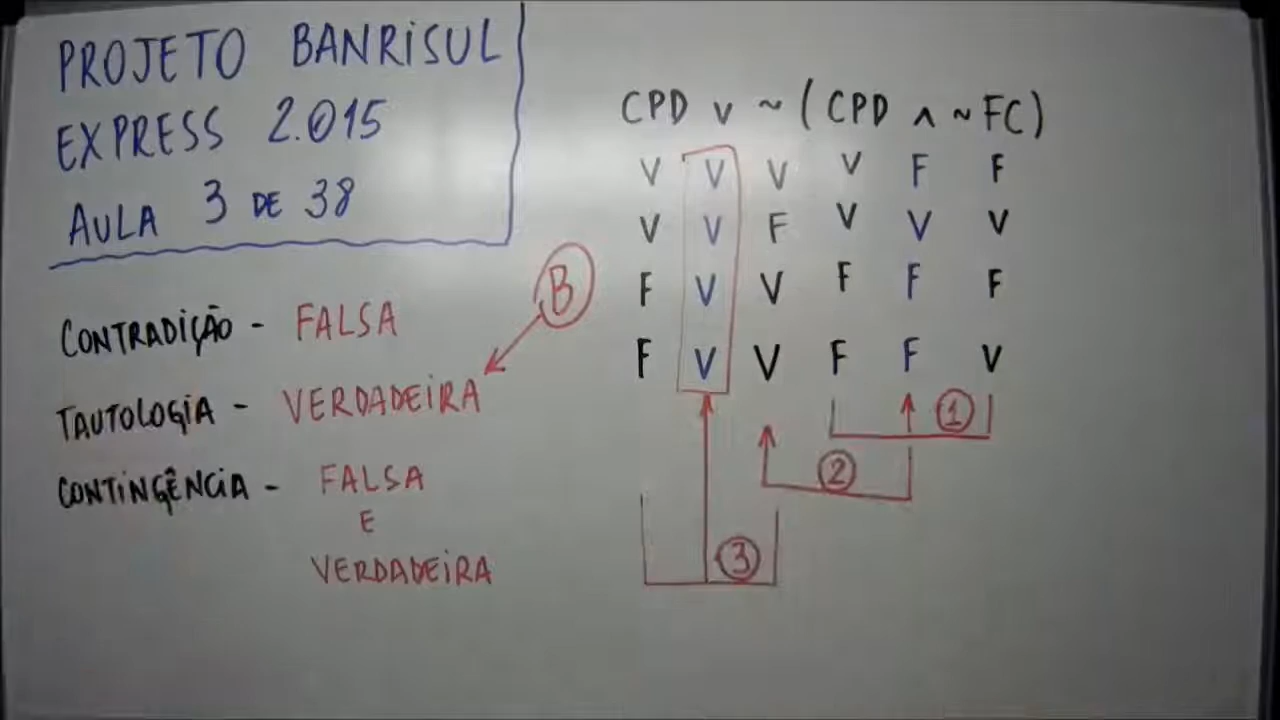 PROJETO BANRISUL
EXPRESS 2.015
AULA 3 DE 38
CONTRADIÇÃO - FALSA
TAUTOLOGIA - VERDADEIRA
CONTINGÊNCIA - FALSA
E
VERDADEIRA
B
CPD v ~ (CPD ∧ ~ FC)
V V V V F F
V V F V V V
F V V F F F
F V V F F V
1
2
3